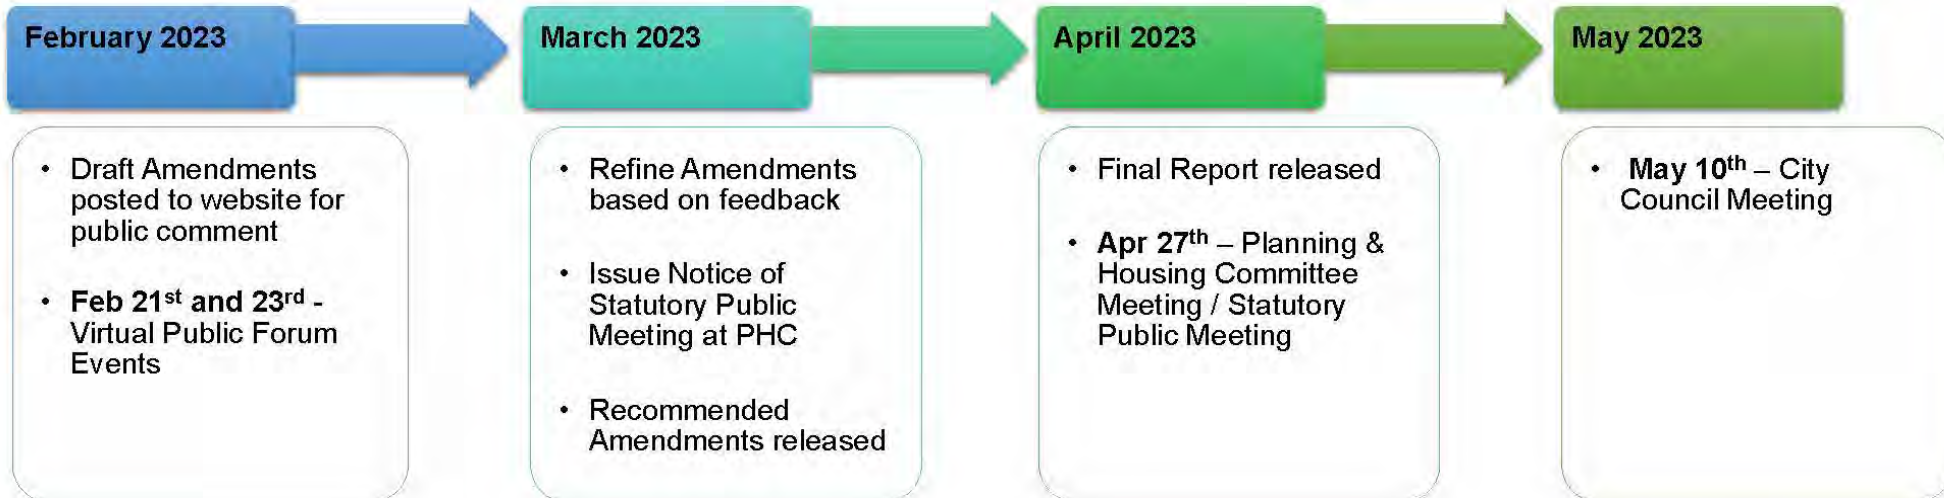 February 2023
• Draft Amendments
posted to website for
public comment
• Feb 21st and 23rd -
Virtual Public Forum
Events
March 2023
• Refine Amendments
based on feedback
• Issue Notice of
Statutory Public
Meeting at PHC
• Recommended
Amendments released
April 2023
• Final Report released
• Apr 27th – Planning &
Housing Committee
Meeting / Statutory
Public Meeting
May 2023
• May 10th – City
Council Meeting